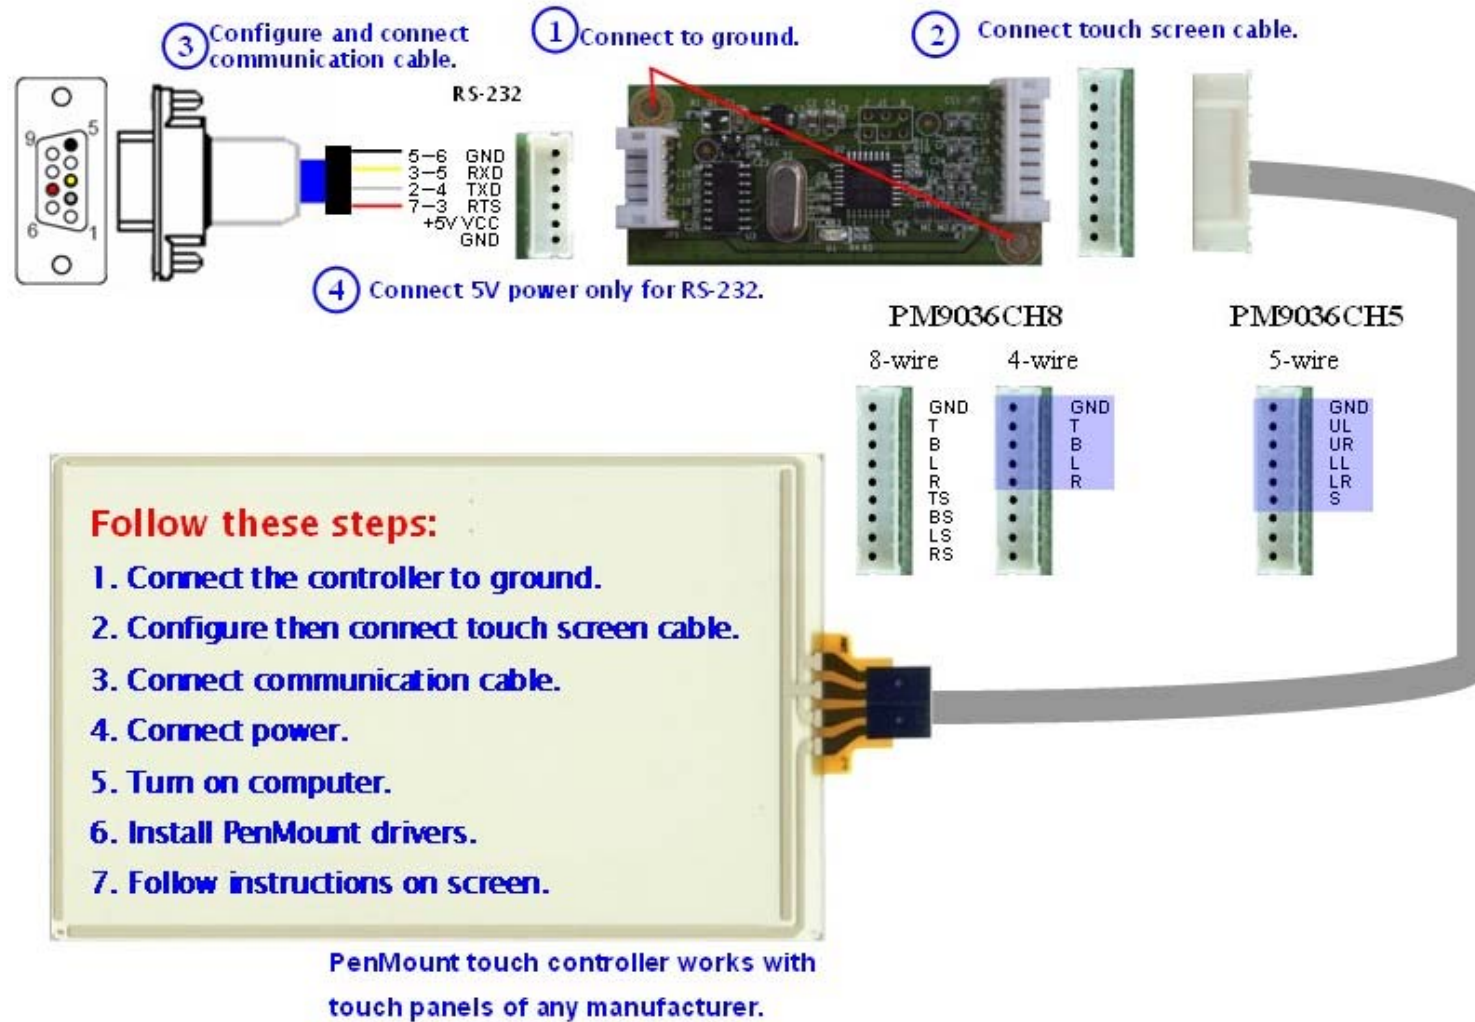 3 Configure and connect
communication cable.
1 Connect to ground.
2 Connect touch screen cable.
RS-232
9
5
6
1
5-6 GND
3-5 RXD
2-4 TXD
7-3 RTS
+5V VCC
GND
4 Connect 5V power only for RS-232.
PM9036CH8
8-wire
GND
T
B
L
R
TS
BS
LS
RS
4-wire
GND
T
B
L
R
PM9036CH5
5-wire
GND
UL
UR
LL
LR
S
Follow these steps:
1. Connect the controller to ground.
2. Configure then connect touch screen cable.
3. Connect communication cable.
4. Connect power.
5. Turn on computer.
6. Install PenMount drivers.
7. Follow instructions on screen.
PenMount touch controller works with
touch panels of any manufacturer.